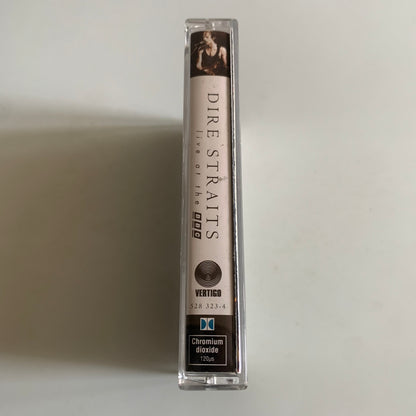 DIRE STRAITS
live at the BBC
VERTIGO
528 323-4
Chromium
dioxide
120µs